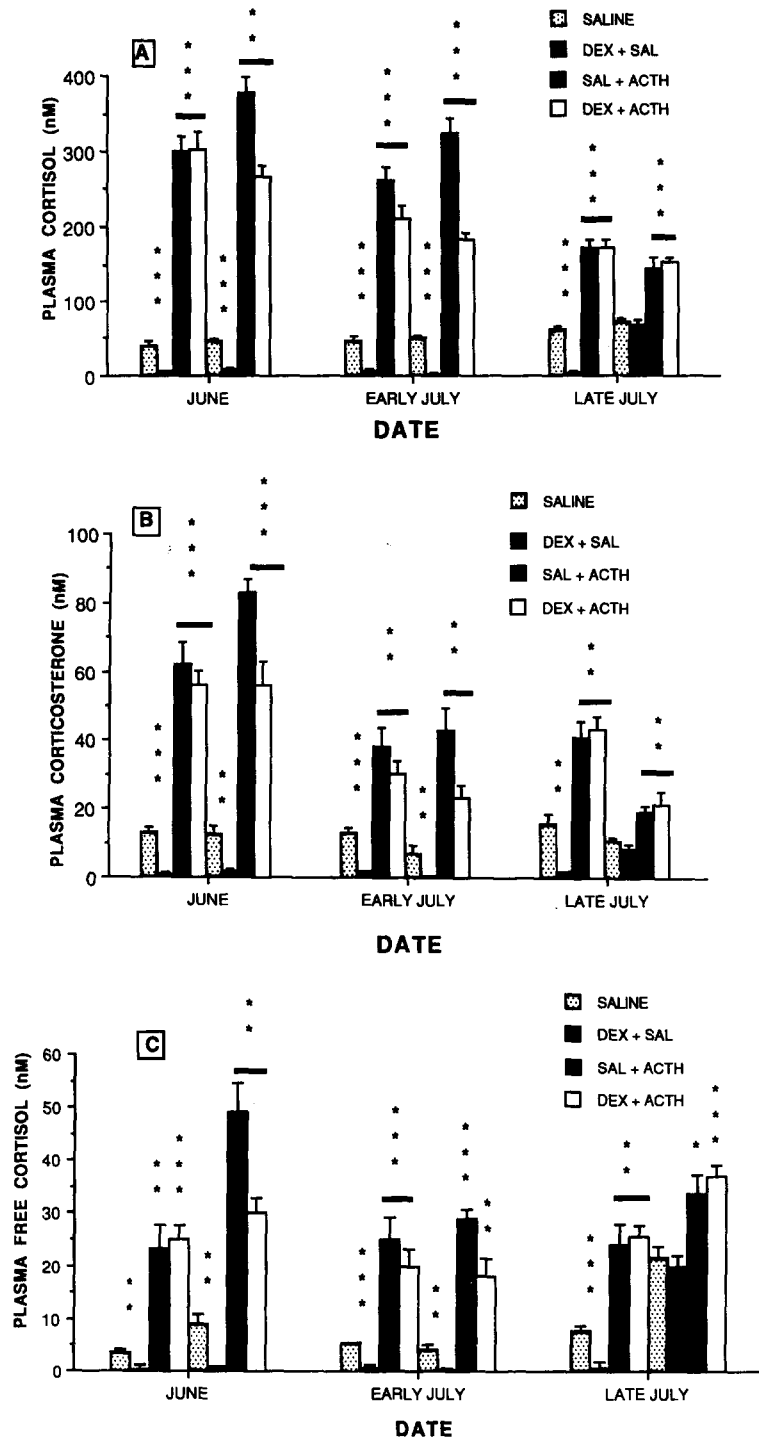 A
SALINE
DEX + SAL
SAL + ACTH
DEX + ACTH
PLASMA CORTISOL (nM)
400
300
200
100
0
JUNE
EARLY JULY
LATE JULY
DATE
B
SALINE
DEX + SAL
SAL + ACTH
DEX + ACTH
PLASMA CORTICOSTERONE (nM)
100
80
60
40
20
0
JUNE
EARLY JULY
LATE JULY
DATE
C
SALINE
DEX + SAL
SAL + ACTH
DEX + ACTH
PLASMA FREE CORTISOL (nM)
60
50
40
30
20
10
0
JUNE
EARLY JULY
LATE JULY
DATE